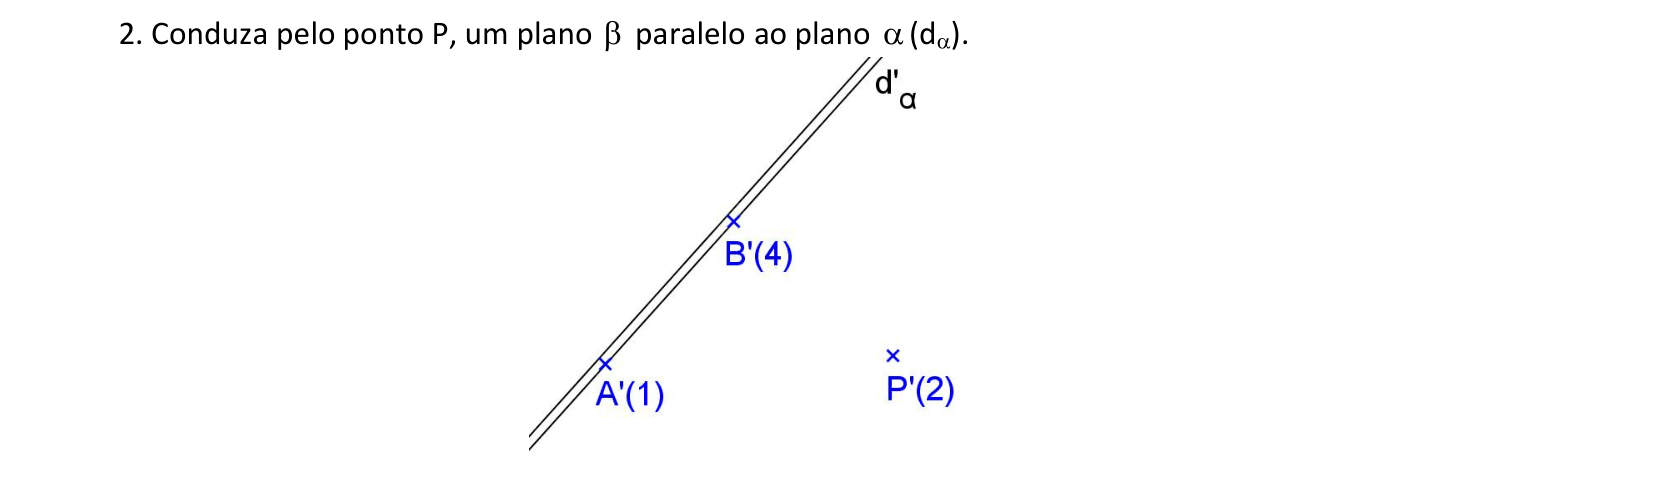 2. Conduza pelo ponto P, um plano β paralelo ao plano α (dα).
d'α
B'(4)
P'(2)
A'(1)